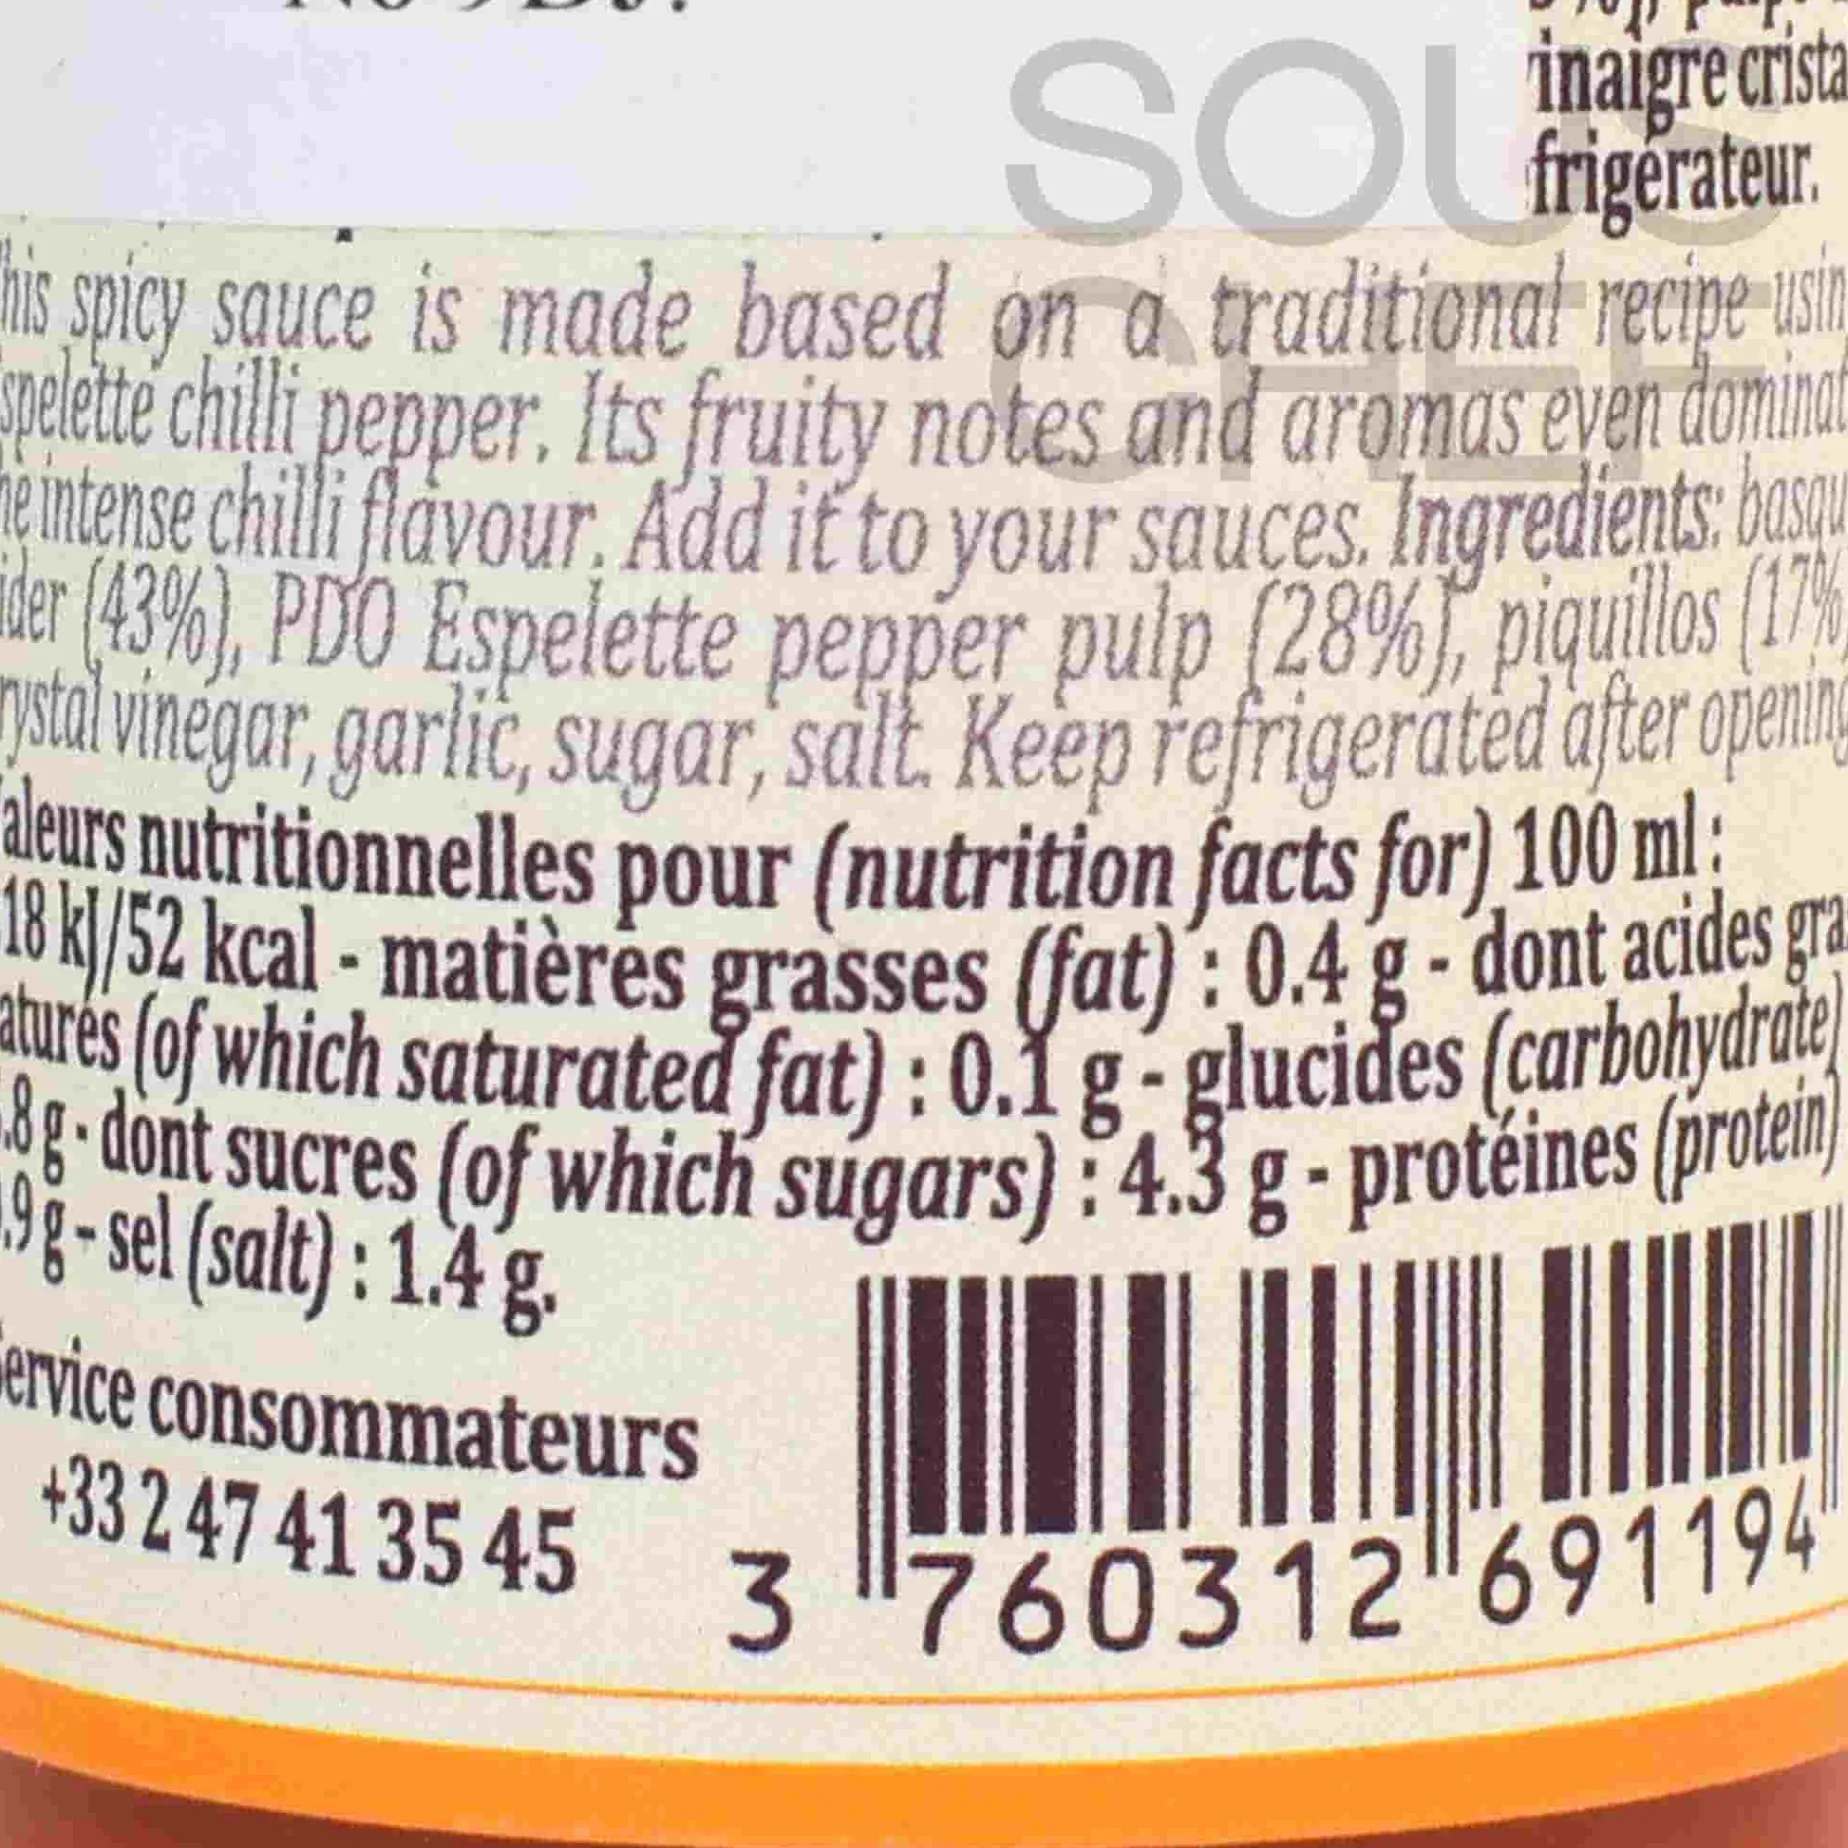 SOUS
CHEF
inaigre crista
frigérateur.
his spicy sauce is made based on a traditional recipe usin
spelette chilli pepper. Its fruity notes and aromas even dominat
he intense chilli flavour. Add it to your sauces. Ingredients: basqu
ider (43%), PDO Espelette pepper pulp (28%), piquillos (17%
rystal vinegar, garlic, sugar, salt. Keep refrigerated after opening
aleurs nutritionnelles pour (nutrition facts for) 100 ml :
18 kJ/52 kcal - matières grasses (fat) : 0.4 g - dont acides gra
aturés (of which saturated fat) : 0.1 g - glucides (carbohydrate)
.8 g - dont sucres (of which sugars) : 4.3 g - protéines (protein)
.9 g - sel (salt) : 1.4 g.
Service consommateurs
+33 2 47 41 35 45
3 760312 691194